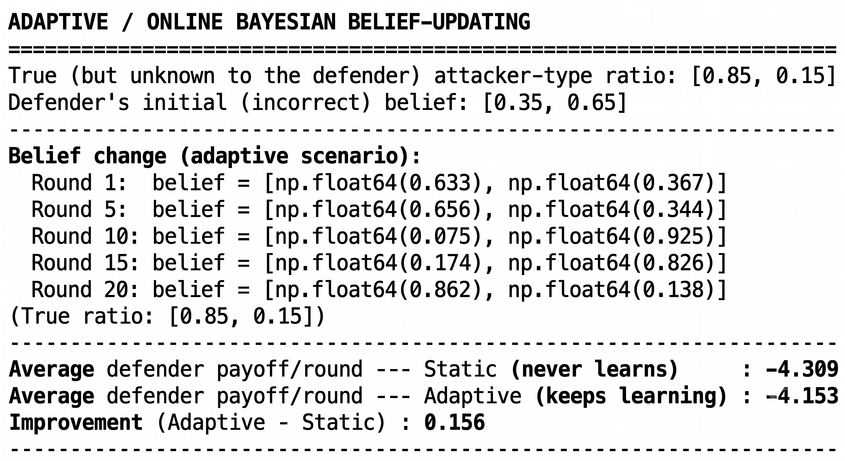 ADAPTIVE / ONLINE BAYESIAN BELIEF-UPDATING
=====================================================================
True (but unknown to the defender) attacker-type ratio: [0.85, 0.15]
Defender's initial (incorrect) belief: [0.35, 0.65]
---------------------------------------------------------------------
Belief change (adaptive scenario):
  Round 1:  belief = [np.float64(0.633), np.float64(0.367)]
  Round 5:  belief = [np.float64(0.656), np.float64(0.344)]
  Round 10: belief = [np.float64(0.075), np.float64(0.925)]
  Round 15: belief = [np.float64(0.174), np.float64(0.826)]
  Round 20: belief = [np.float64(0.862), np.float64(0.138)]
(True ratio: [0.85, 0.15])
---------------------------------------------------------------------
Average defender payoff/round --- Static (never learns)     : -4.309
Average defender payoff/round --- Adaptive (keeps learning) : -4.153
Improvement (Adaptive - Static) : 0.156
---------------------------------------------------------------------